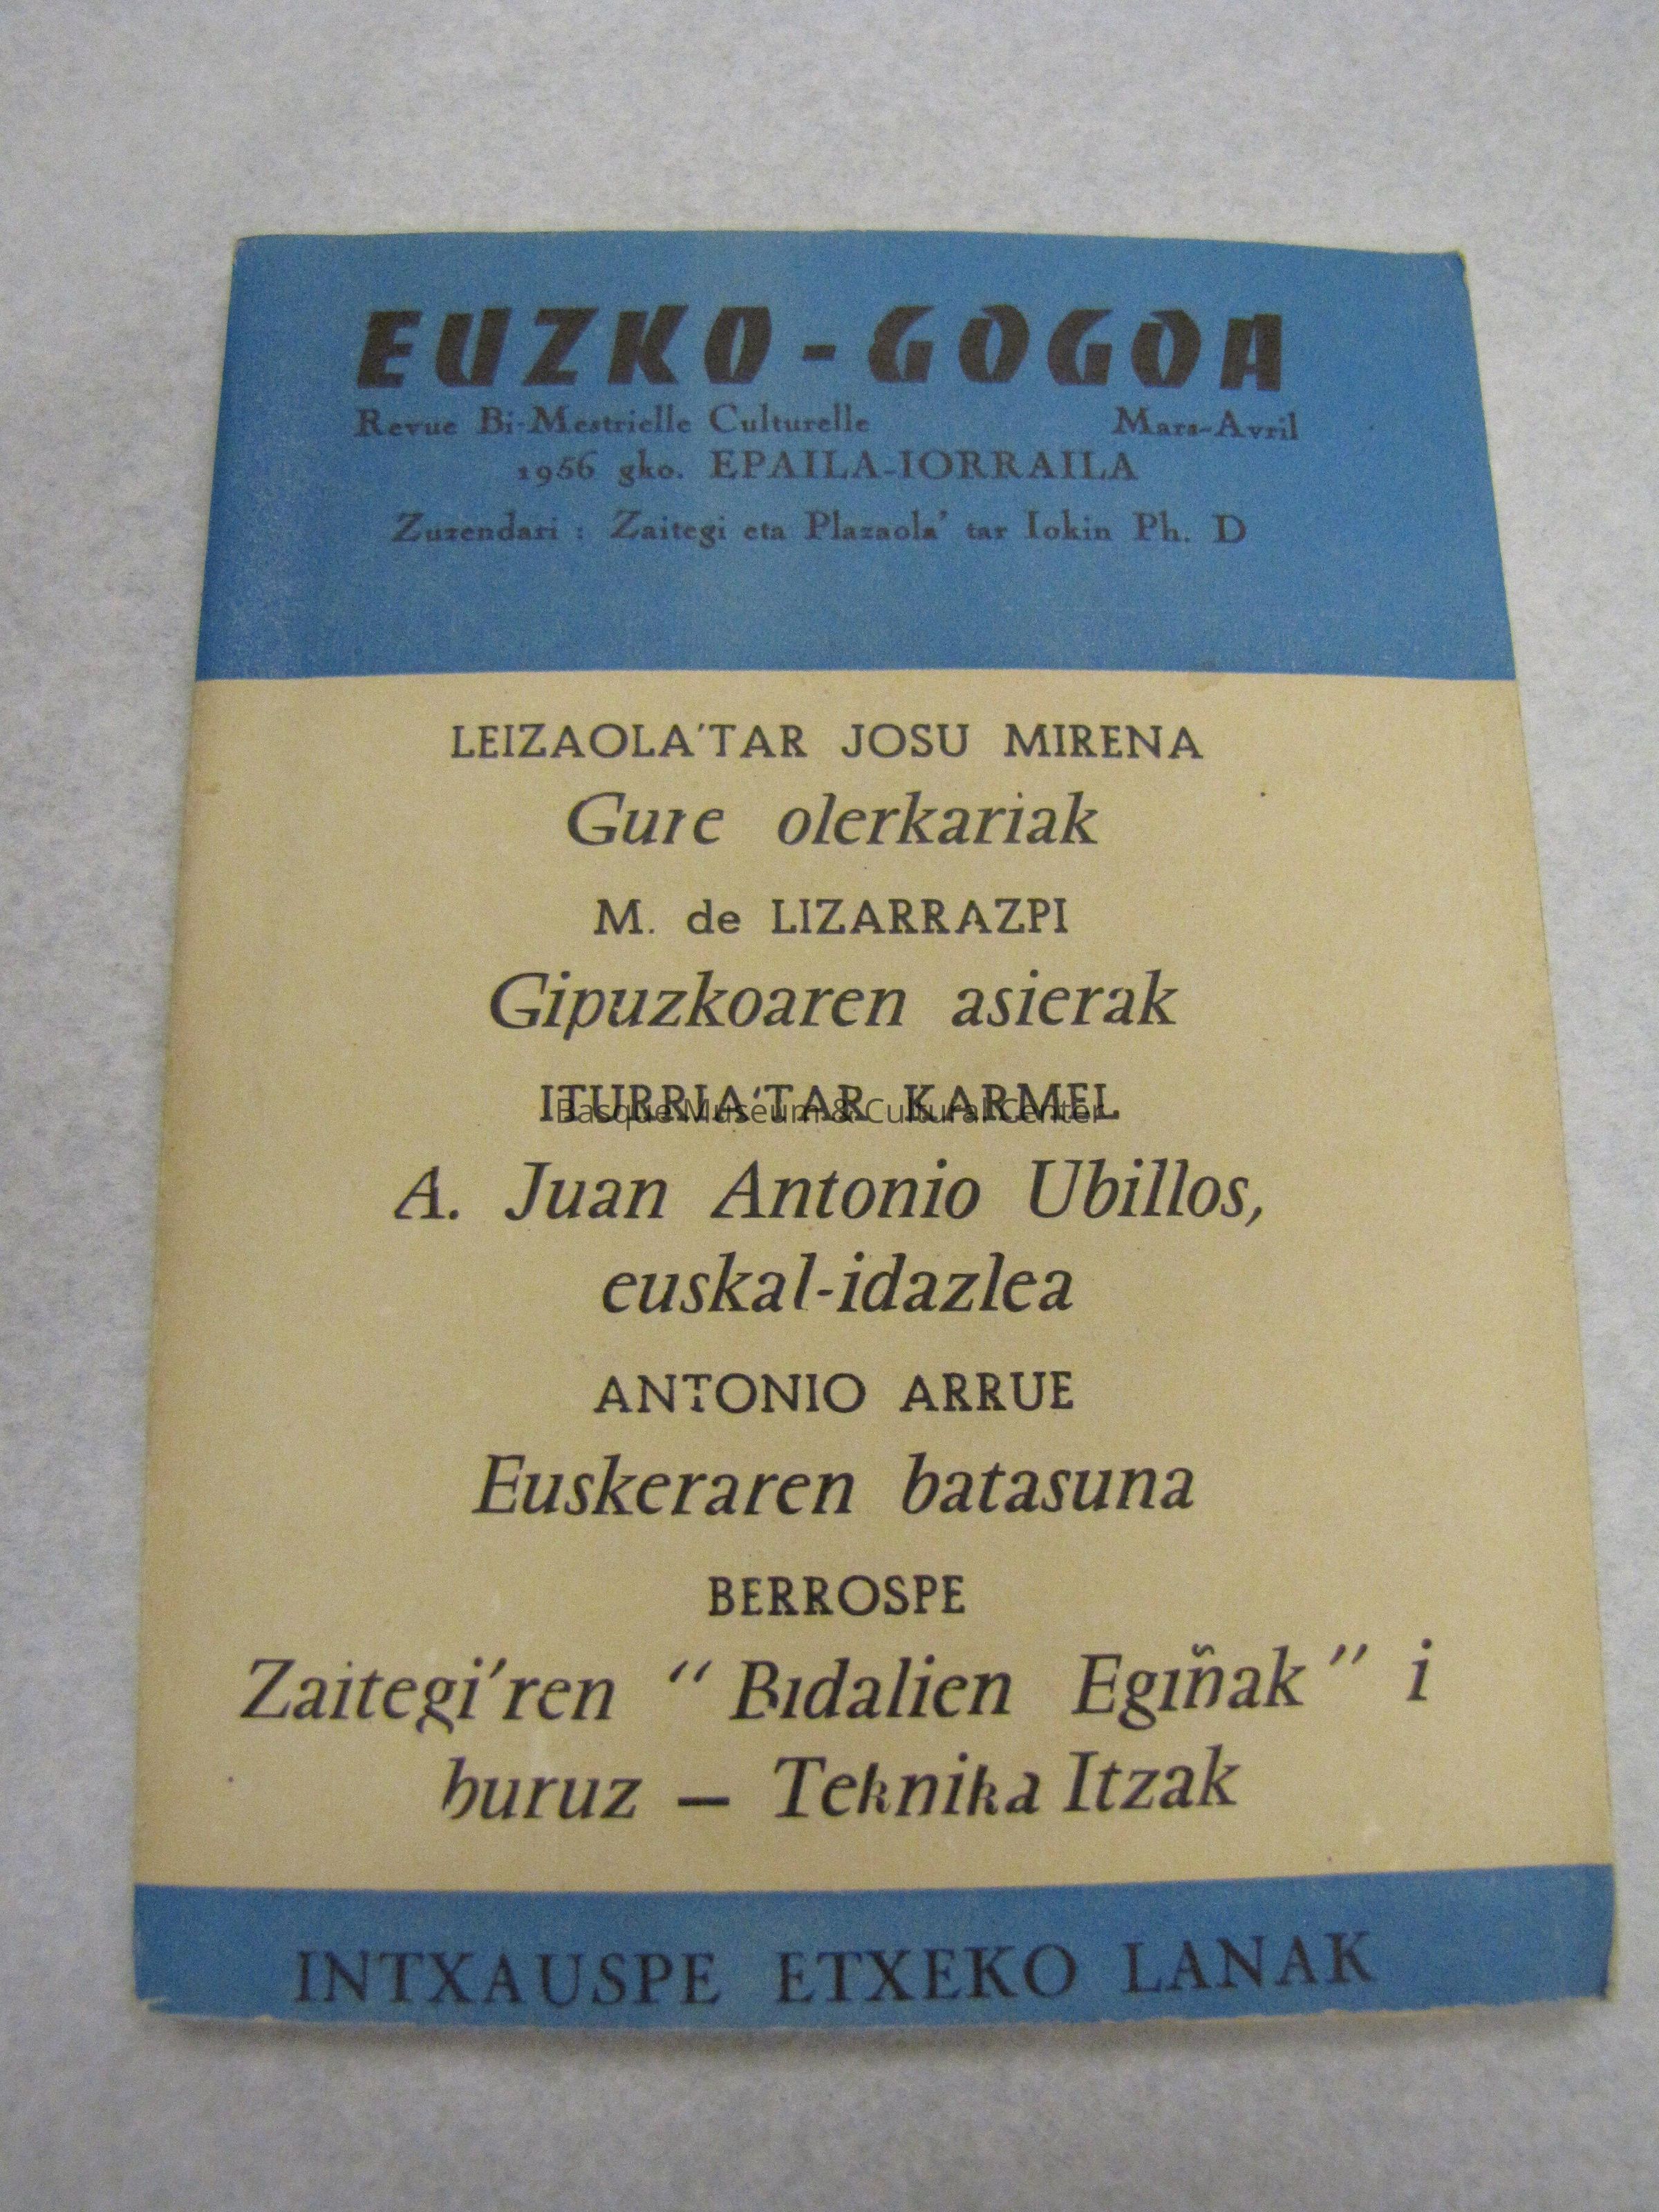 EUZKO-GOGOA
Revue Bi-Mestrielle Culturelle Mars-Avril
1956 gko. EPAILA-IORRAILA
Zuzendari : Zaitegi eta Plazaola' tar Iokin Ph. D
LEIZAOLA'TAR JOSU MIRENA
Gure olerkariak
M. de LIZARRAZPI
Gipuzkoaren asierak
ITURRIA'TAR KARMEL
Basque Museum & Cultural Center
A. Juan Antonio Ubillos,
euskal-idazlea
ANTONIO ARRUE
Euskeraren batasuna
BERROSPE
Zaitegi'ren "Bidalien Egiñak" i
buruz — Teknika Itzak
INTXAUSPE ETXEKO LANAK